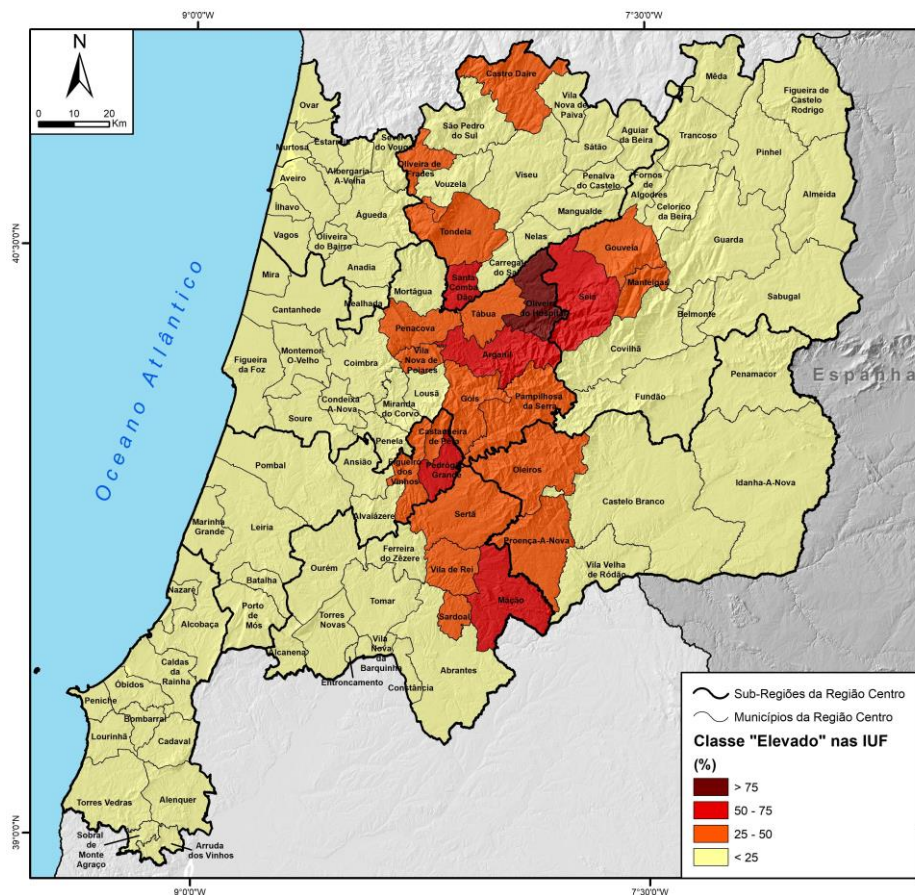 9°0'0"W
7°30'0"W
N
0 10 20
Km
40°30'0"N
39°0'0"N
Oceano Atlântico
Espanha
Castro Daire
Mêda
Figueira de
Castelo
Rodrigo
Vila
Nova de
Paiva
Ovar
São Pedro
do Sul
Aguiar
da Beira
Trancoso
Murtosa
Estarreja
Sever
do Vouga
Sátão
Pinhel
Oliveira de
Frades
Albergaria
A-Velha
Viseu
Penalva
do Castelo
Fornos
de
Algodres
Aveiro
Vouzela
Almeida
Celorico
da Beira
Ílhavo
Águeda
Mangualde
Vagos
Oliveira
do Bairro
Tondela
Nelas
Gouveia
Guarda
Anadia
Carregal
do Sal
Mira
Santa
Comba
Dão
Manteigas
Mortágua
Oliveira
do Hospital
Seia
Sabugal
Cantanhede
Mealhada
Tábua
Belmonte
Penacova
Arganil
Covilhã
Figueira
da Foz
Montemor
O-Velho
Coimbra
Vila
Nova de
Poiares
Penamacor
Lousã
Góis
Pampilhosa
da Serra
Fundão
Condeixa
A-Nova
Miranda
do Corvo
Soure
Castanheira
de Pêra
Penela
Pombal
Ansião
Figueiró
dos
Vinhos
Pedrógão
Grande
Oleiros
Idanha-A-Nova
Castelo Branco
Alvaiázere
Sertã
Marinha
Grande
Leiria
Proença-A-Nova
Ferreira
do Zêzere
Ourém
Vila de Rei
Vila Velha
de Ródão
Batalha
Nazaré
Porto
de
Mós
Tomar
Mação
Sardoal
Alcobaça
Torres
Novas
Vila
Nova
da
Barquinha
Alcanena
Caldas
da
Rainha
Abrantes
Óbidos
Entroncamento
Constância
Peniche
Bombarral
Lourinhã
Cadaval
Torres Vedras
Alenquer
Sobral
de
Monte
Agraço
Arruda
dos Vinhos
Sub-Regiões da Região Centro
Municípios da Região Centro
Classe "Elevado" nas IUF
(%)
> 75
50 - 75
25 - 50
< 25
9°0'0"W
7°30'0"W